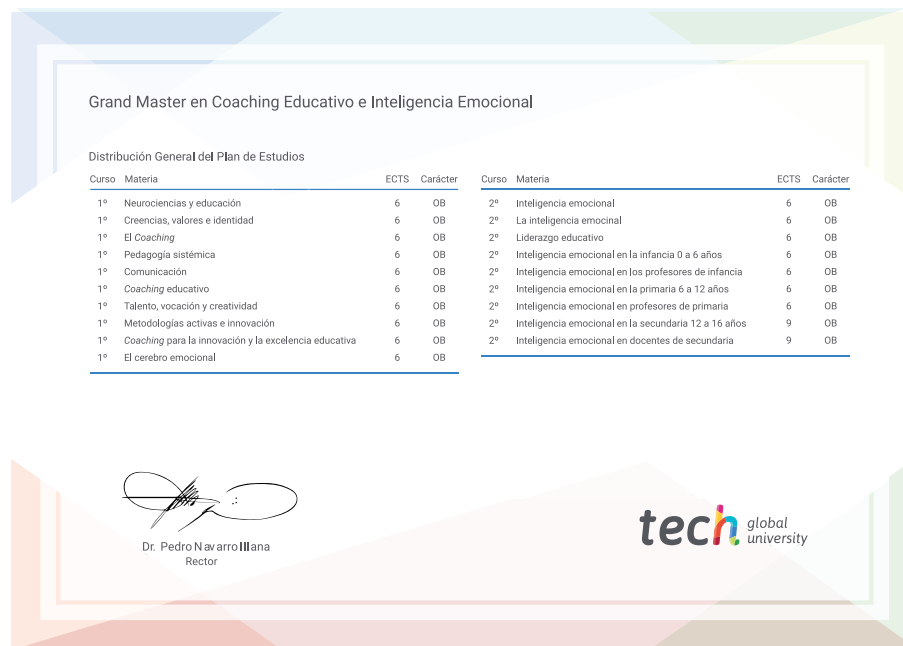 Grand Master en Coaching Educativo e Inteligencia Emocional
Distribución General del Plan de Estudios
Curso Materia ECTS Carácter
1º Neurociencias y educación 6 OB
1º Creencias, valores e identidad 6 OB
1º El Coaching 6 OB
1º Pedagogía sistémica 6 OB
1º Comunicación 6 OB
1º Coaching educativo 6 OB
1º Talento, vocación y creatividad 6 OB
1º Metodologías activas e innovación 6 OB
1º Coaching para la innovación y la excelencia educativa 6 OB
1º El cerebro emocional 6 OB
Curso Materia ECTS Carácter
2º Inteligencia emocional 6 OB
2º La inteligencia emocinal 6 OB
2º Liderazgo educativo 6 OB
2º Inteligencia emocional en la infancia 0 a 6 años 6 OB
2º Inteligencia emocional en los profesores de infancia 6 OB
2º Inteligencia emocional en la primaria 6 a 12 años 6 OB
2º Inteligencia emocional en profesores de primaria 6 OB
2º Inteligencia emocional en la secundaria 12 a 16 años 9 OB
2º Inteligencia emocional en docentes de secundaria 9 OB
Dr. Pedro Navarro Illana
Rector
tech global
university